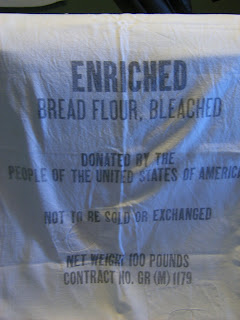 ENRICHED
BREAD FLOUR, BLEACHED
DONATED BY THE
PEOPLE OF THE UNITED STATES OF AMERICA
NOT TO BE SOLD OR EXCHANGED
NET WEIGHT 100 POUNDS
CONTRACT NO. GR (M) 1179